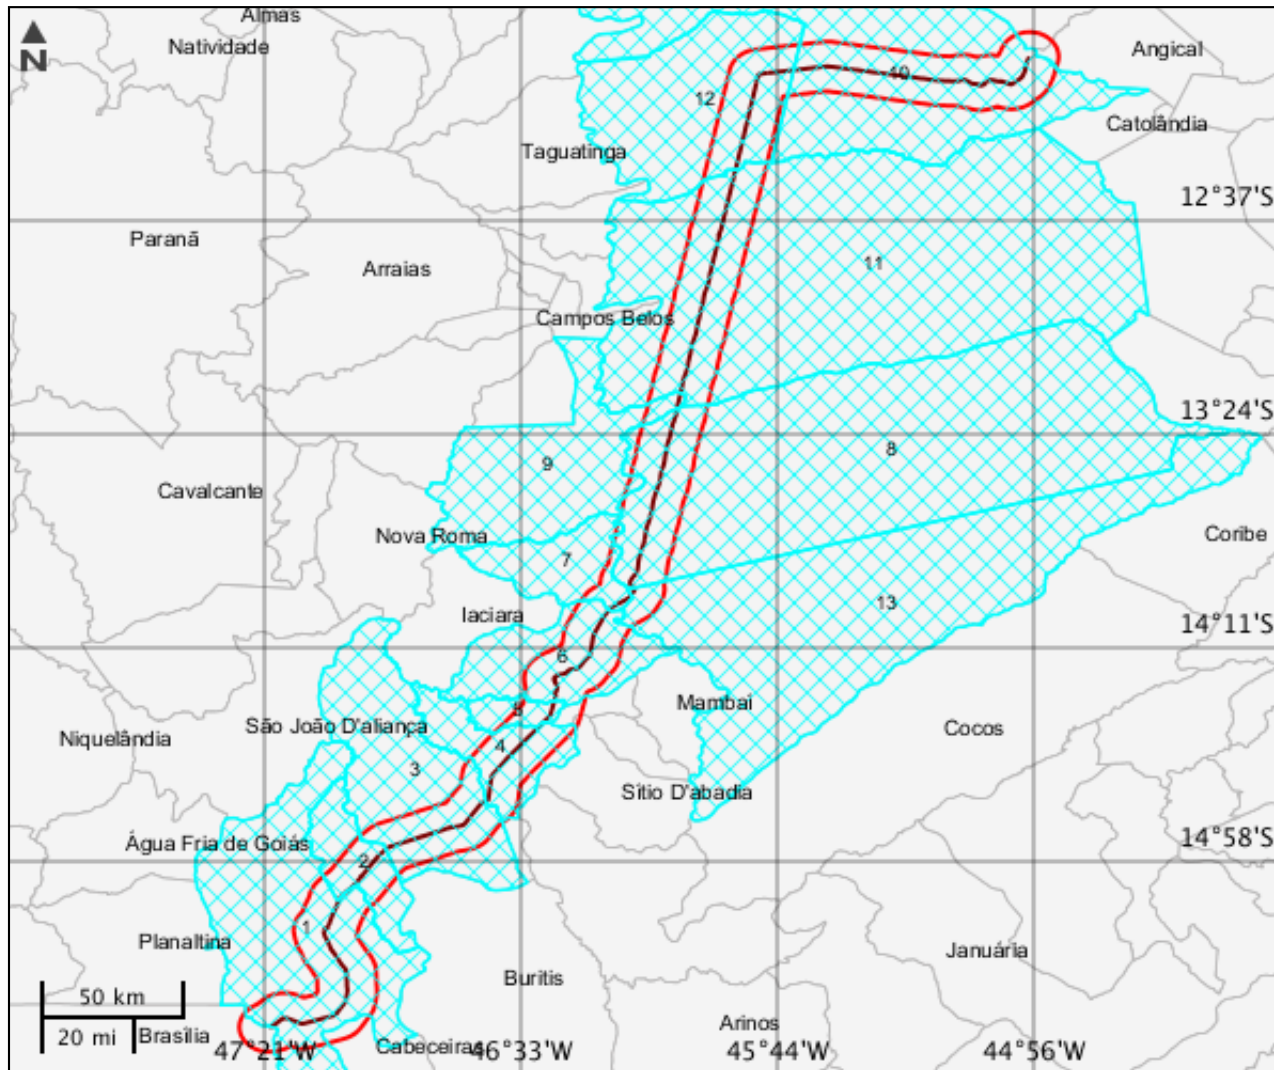 Almas
N
Natividade
Angical
10
12
Catolândia
Taguatinga
12°37'S
Paranã
11
Arraias
Campos Belos
13°24'S
8
9
Cavalcante
Nova Roma
Coribe
7
13
Iaciara
14°11'S
6
Mambaí
5
São João D'aliança
Cocos
Niquelândia
4
3
Sítio D'abadia
14°58'S
Água Fria de Goiás
2
1
Planaltina
Januária
Buritis
50 km
Arinos
20 mi
Brasília
Cabeceiras
47°21'W
46°33'W
45°44'W
44°56'W